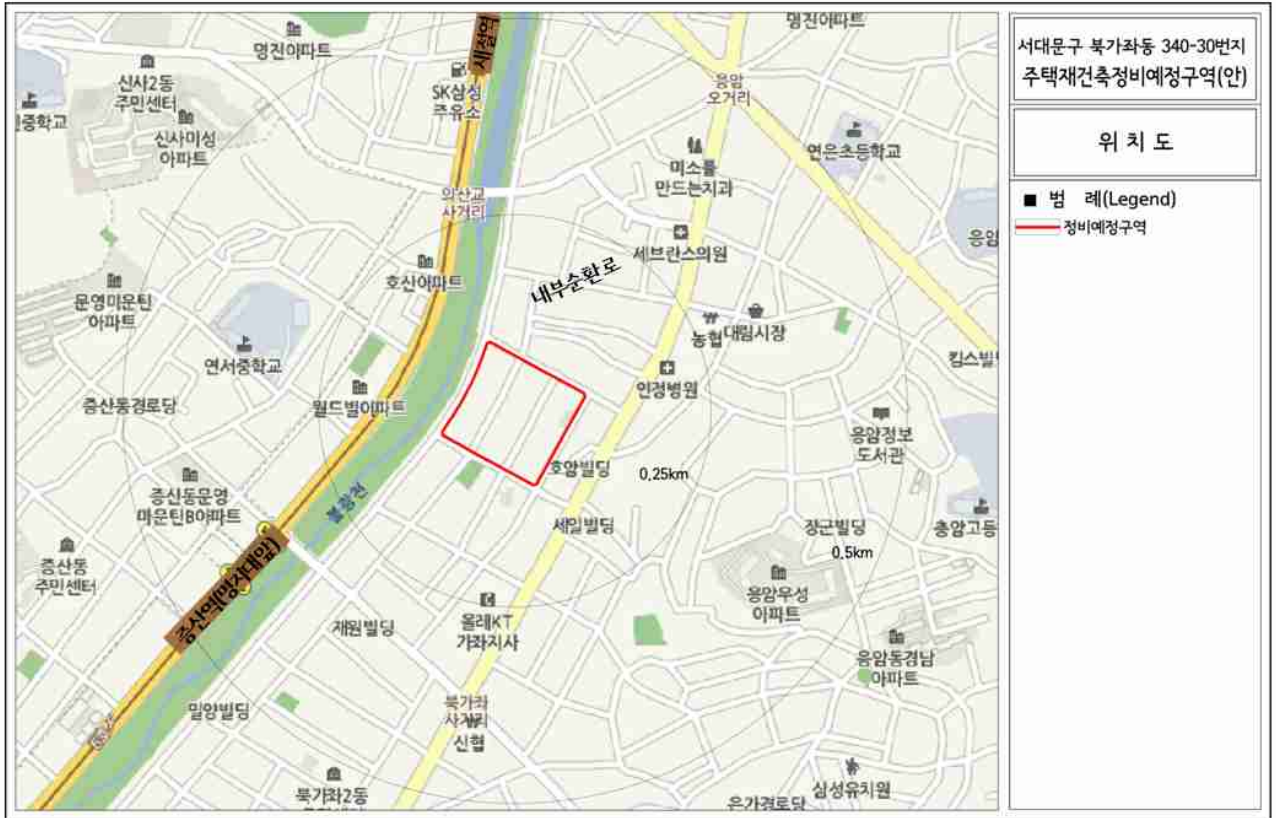 서대문구 북가좌동 340-30번지
주택재건축정비예정구역(안)
위 치 도
■ 범 례(Legend)
정비예정구역
명진아파트
명진아파트
신사2동
주민센터
신사미성
아파트
중학교
SK삼성
주유소
새절역
응암
오거리
연은초등학교
미소를
만드는치과
와산교
사거리
세브란스의원
응암
호산아파트
내부순환로
문영미운틴
아파트
연서중학교
농협
대림시장
킴스빌
인정병원
증산동경로당
월드빌아파트
응암정보
도서관
호암빌딩
0.25km
증산동문영
마운틴B아파트
불광천
세일빌딩
장군빌딩
0.5km
충암고등
증산동
주민센터
증산역(명지대앞)
응암우성
아파트
재원빌딩
올레KT
가좌지사
응암동경남
아파트
밀양빌딩
북가좌
사거리
신협
북가좌2동
삼성유치원
은가경로당